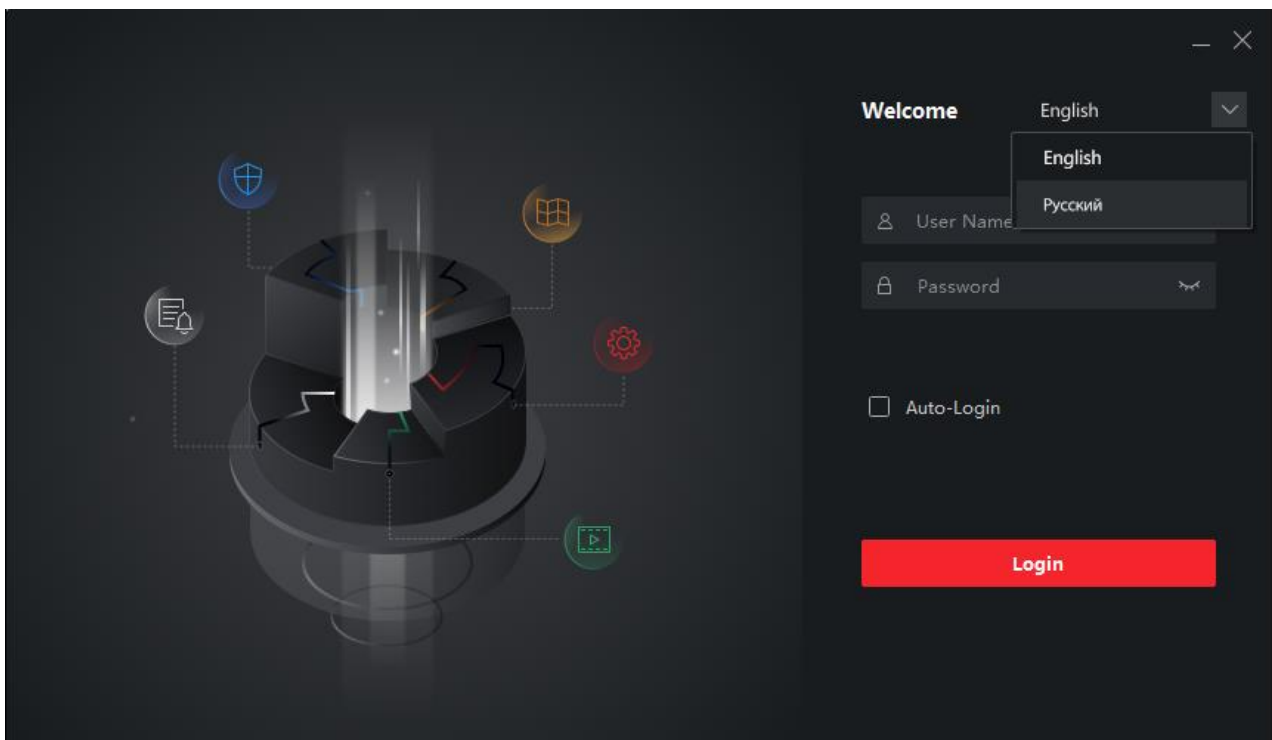 Welcome English
English
Русский
User Name
Password
Auto-Login
Login